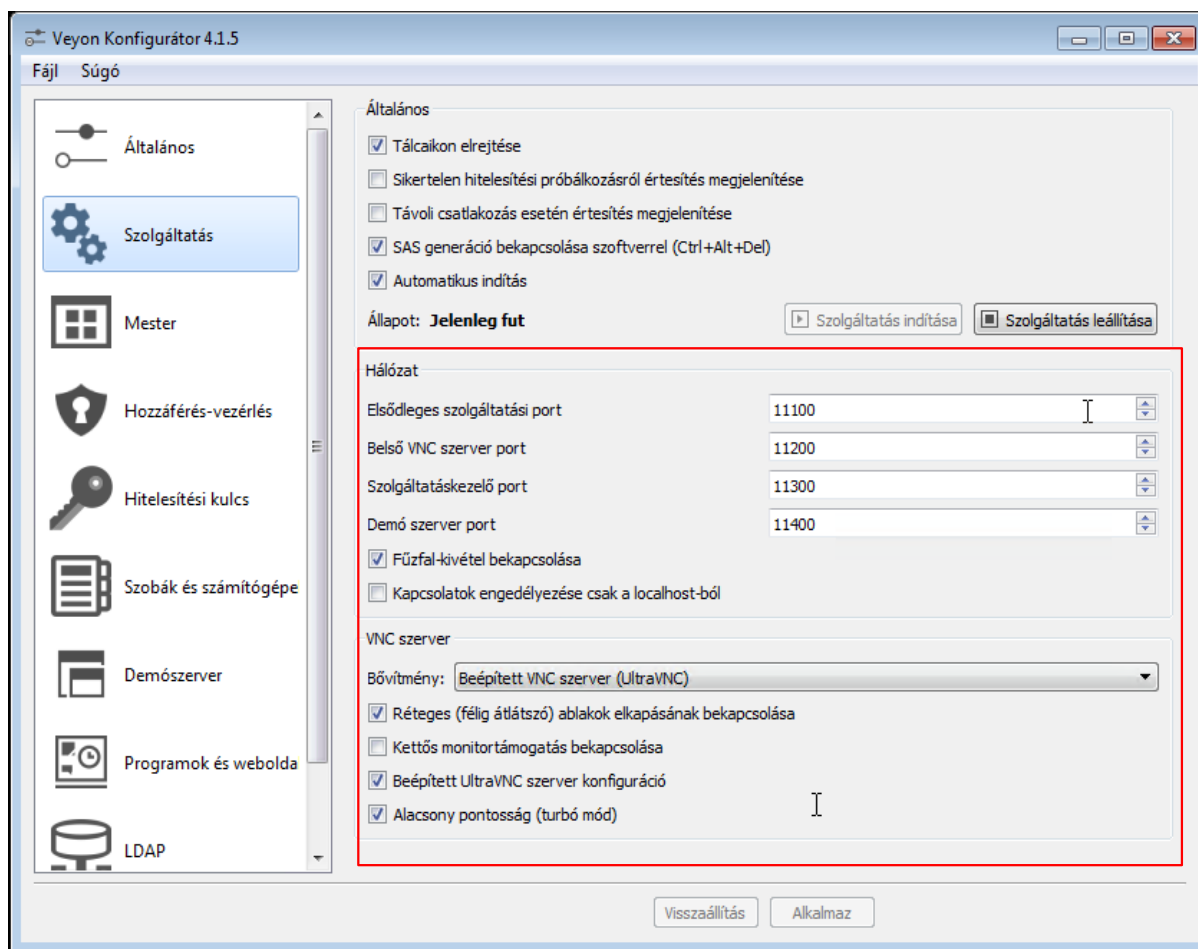 Veyon Konfigurátor 4.1.5
Fájl Súgó
Általános
Szolgáltatás
Mester
Hozzáférés-vezérlés
Hitelesítési kulcs
Szobák és számítógépe
Demószerver
Programok és webolda
LDAP
Általános
Tálcaikon elrejtése
Sikertelen hitelesítési próbálkozásról értesítés megjelenítése
Távoli csatlakozás esetén értesítés megjelenítése
SAS generáció bekapcsolása szoftverrel (Ctrl+Alt+Del)
Automatikus indítás
Állapot: Jelenleg fut Szolgáltatás indítása Szolgáltatás leállítása
Hálózat
Elsődleges szolgáltatási port 11100
Belső VNC szerver port 11200
Szolgáltatáskezelő port 11300
Demó szerver port 11400
Fűzfal-kivétel bekapcsolása
Kapcsolatok engedélyezése csak a localhost-ból
VNC szerver
Bővítmény: Beépített VNC szerver (UltraVNC)
Réteges (félig átlátszó) ablakok elkapásának bekapcsolása
Kettős monitortámogatás bekapcsolása
Beépített UltraVNC szerver konfiguráció
Alacsony pontosság (turbó mód)
Visszaállítás Alkalmaz